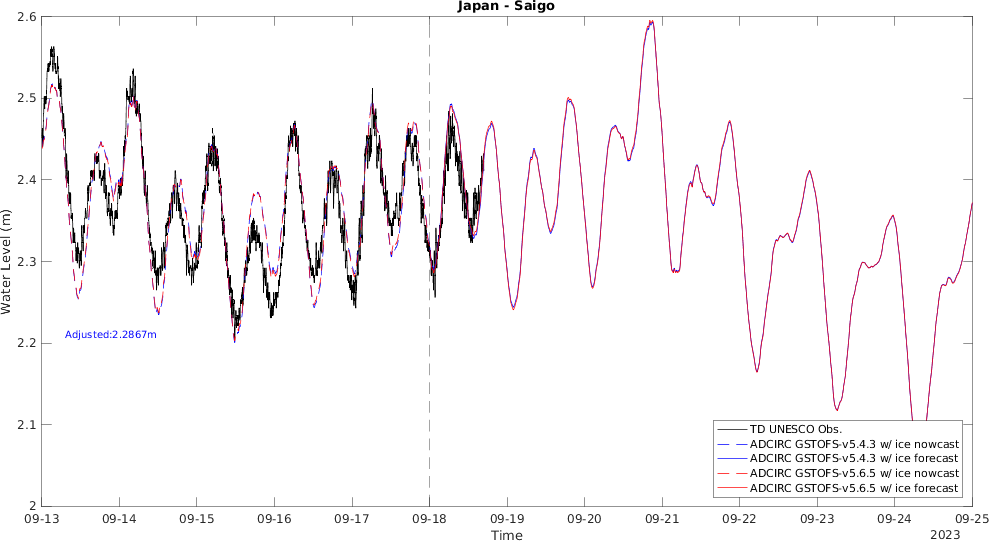 Japan - Saigo
2.6
2.5
2.4
2.3
2.2
2.1
2
Water Level (m)
Adjusted:2.2867m
TD UNESCO Obs.
ADCIRC GSTOFS-v5.4.3 w/ ice nowcast
ADCIRC GSTOFS-v5.4.3 w/ ice forecast
ADCIRC GSTOFS-v5.6.5 w/ ice nowcast
ADCIRC GSTOFS-v5.6.5 w/ ice forecast
09-13 09-14 09-15 09-16 09-17 09-18 09-19 09-20 09-21 09-22 09-23 09-24 09-25
Time
2023